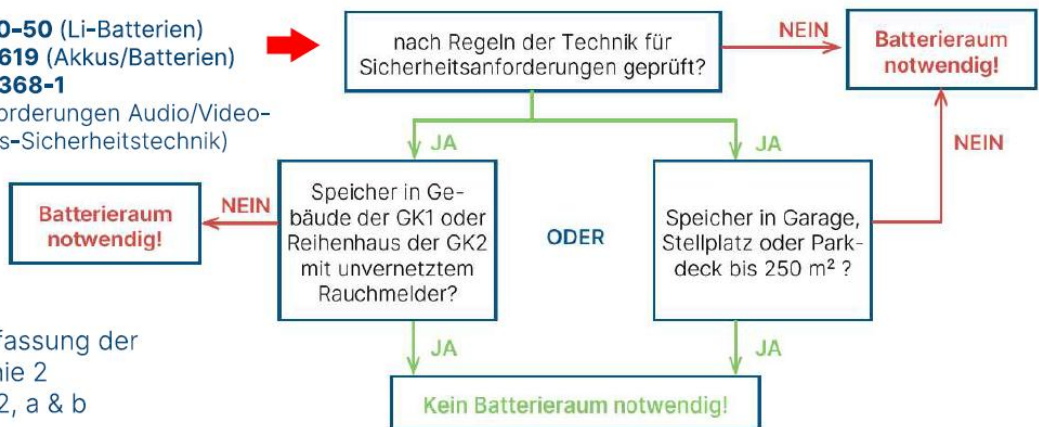 0-50 (Li-Batterien)
619 (Akkus/Batterien)
368-1
orderungen Audio/Video-
s-Sicherheitstechnik)
nach Regeln der Technik für
Sicherheitsanforderungen geprüft?
NEIN
Batterieraum
notwendig!
JA
JA
NEIN
Batterieraum
notwendig!
NEIN
Speicher in Ge-
bäude der GK1 oder
Reihenhaus der GK2
mit unvernetztem
Rauchmelder?
ODER
Speicher in Garage,
Stellplatz oder Park-
deck bis 250 m² ?
fassung der
nie 2
2, a & b
JA
JA
Kein Batterieraum notwendig!